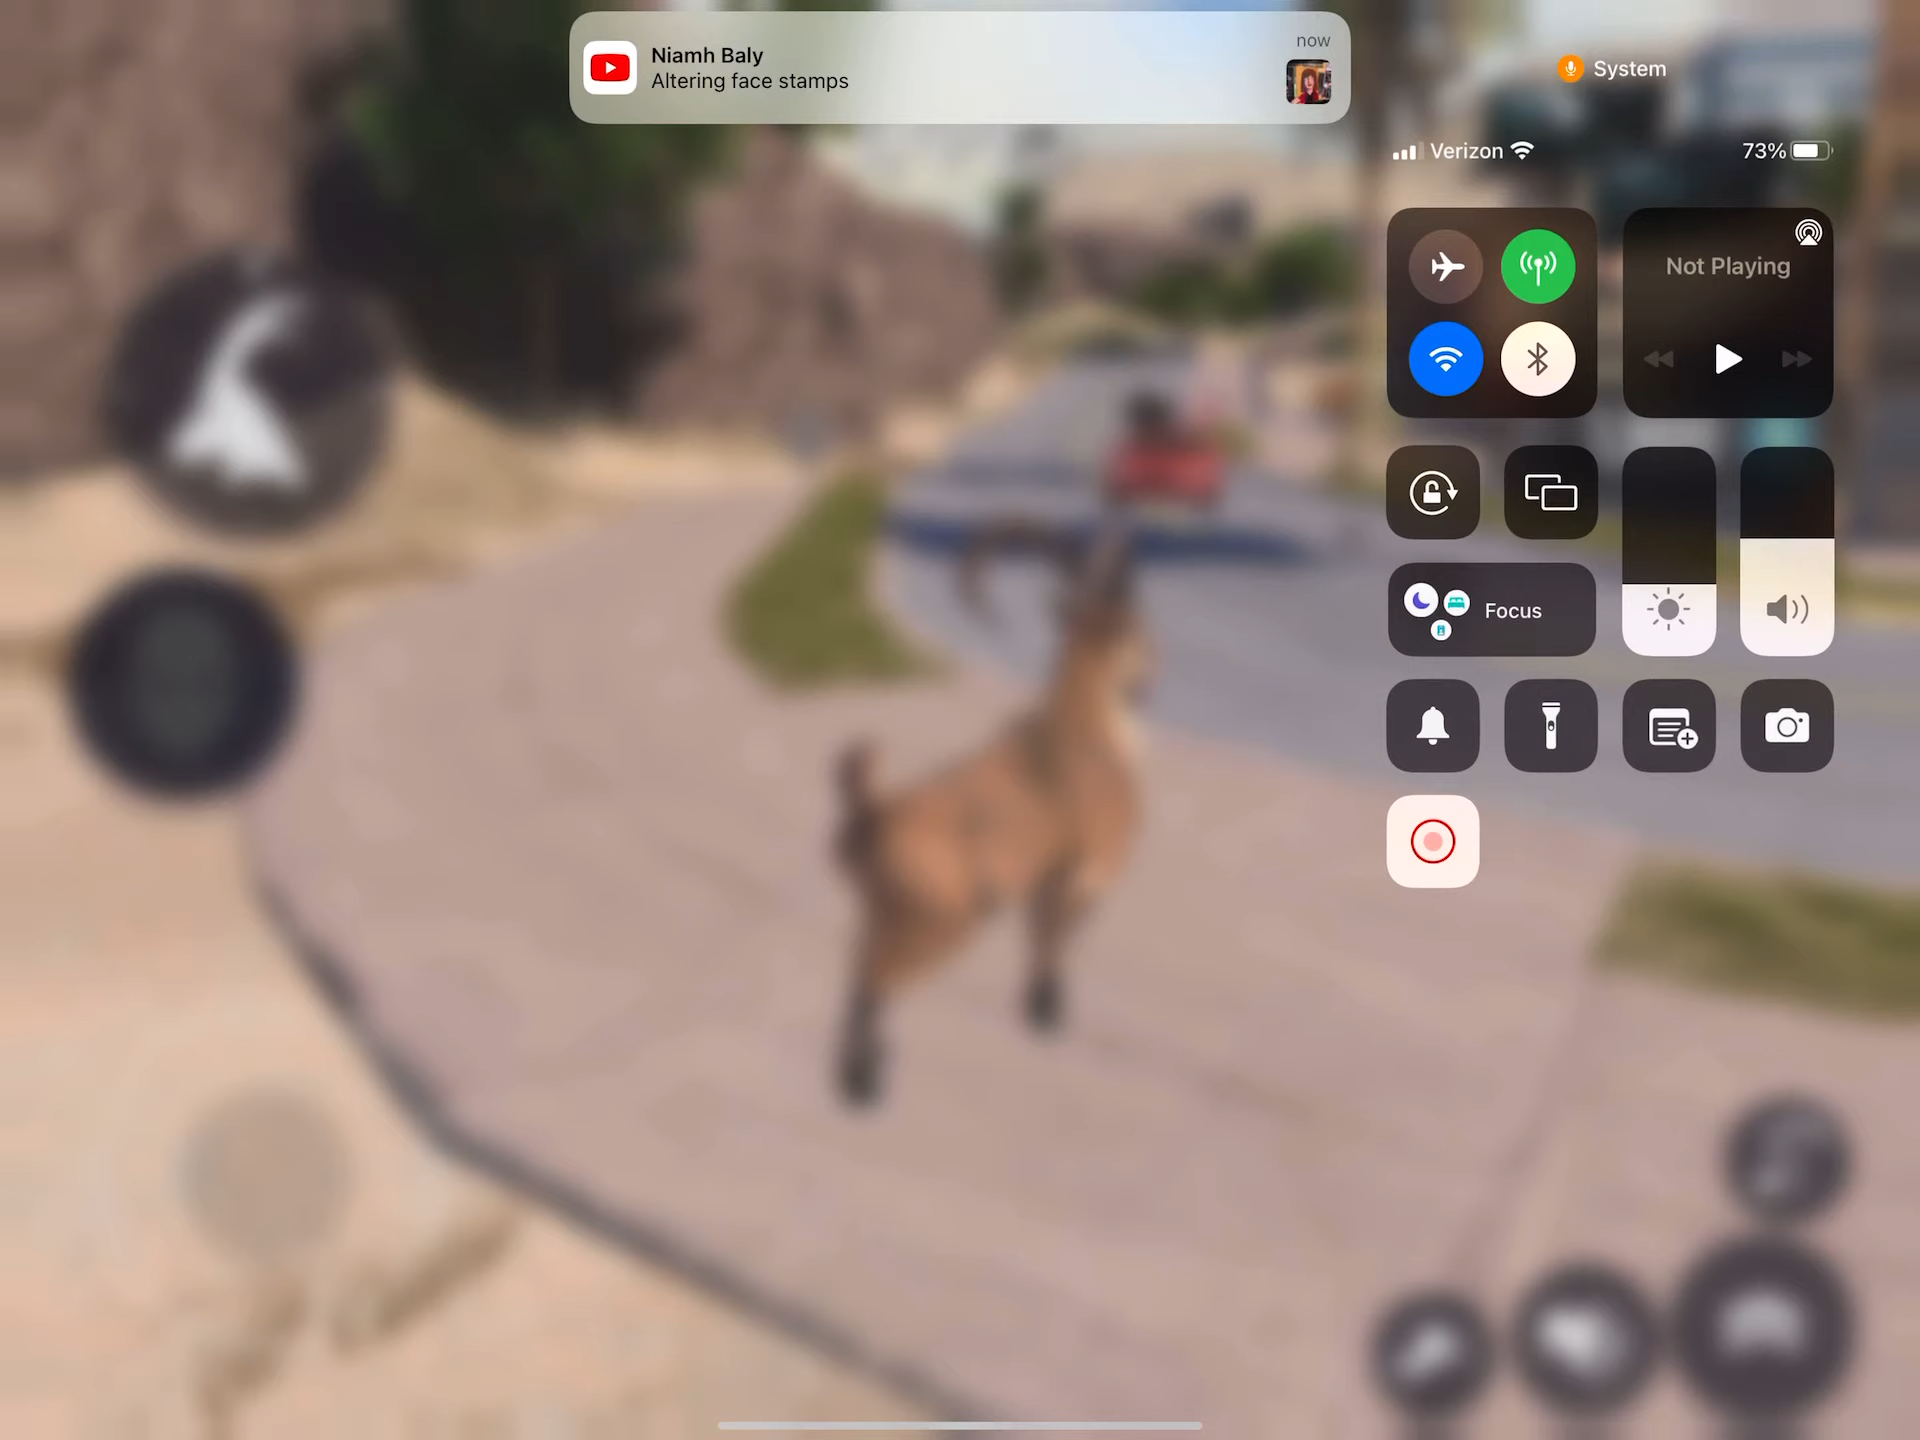 Niamh Baly
Altering face stamps
now
System
Verizon
73%
Not Playing
Focus